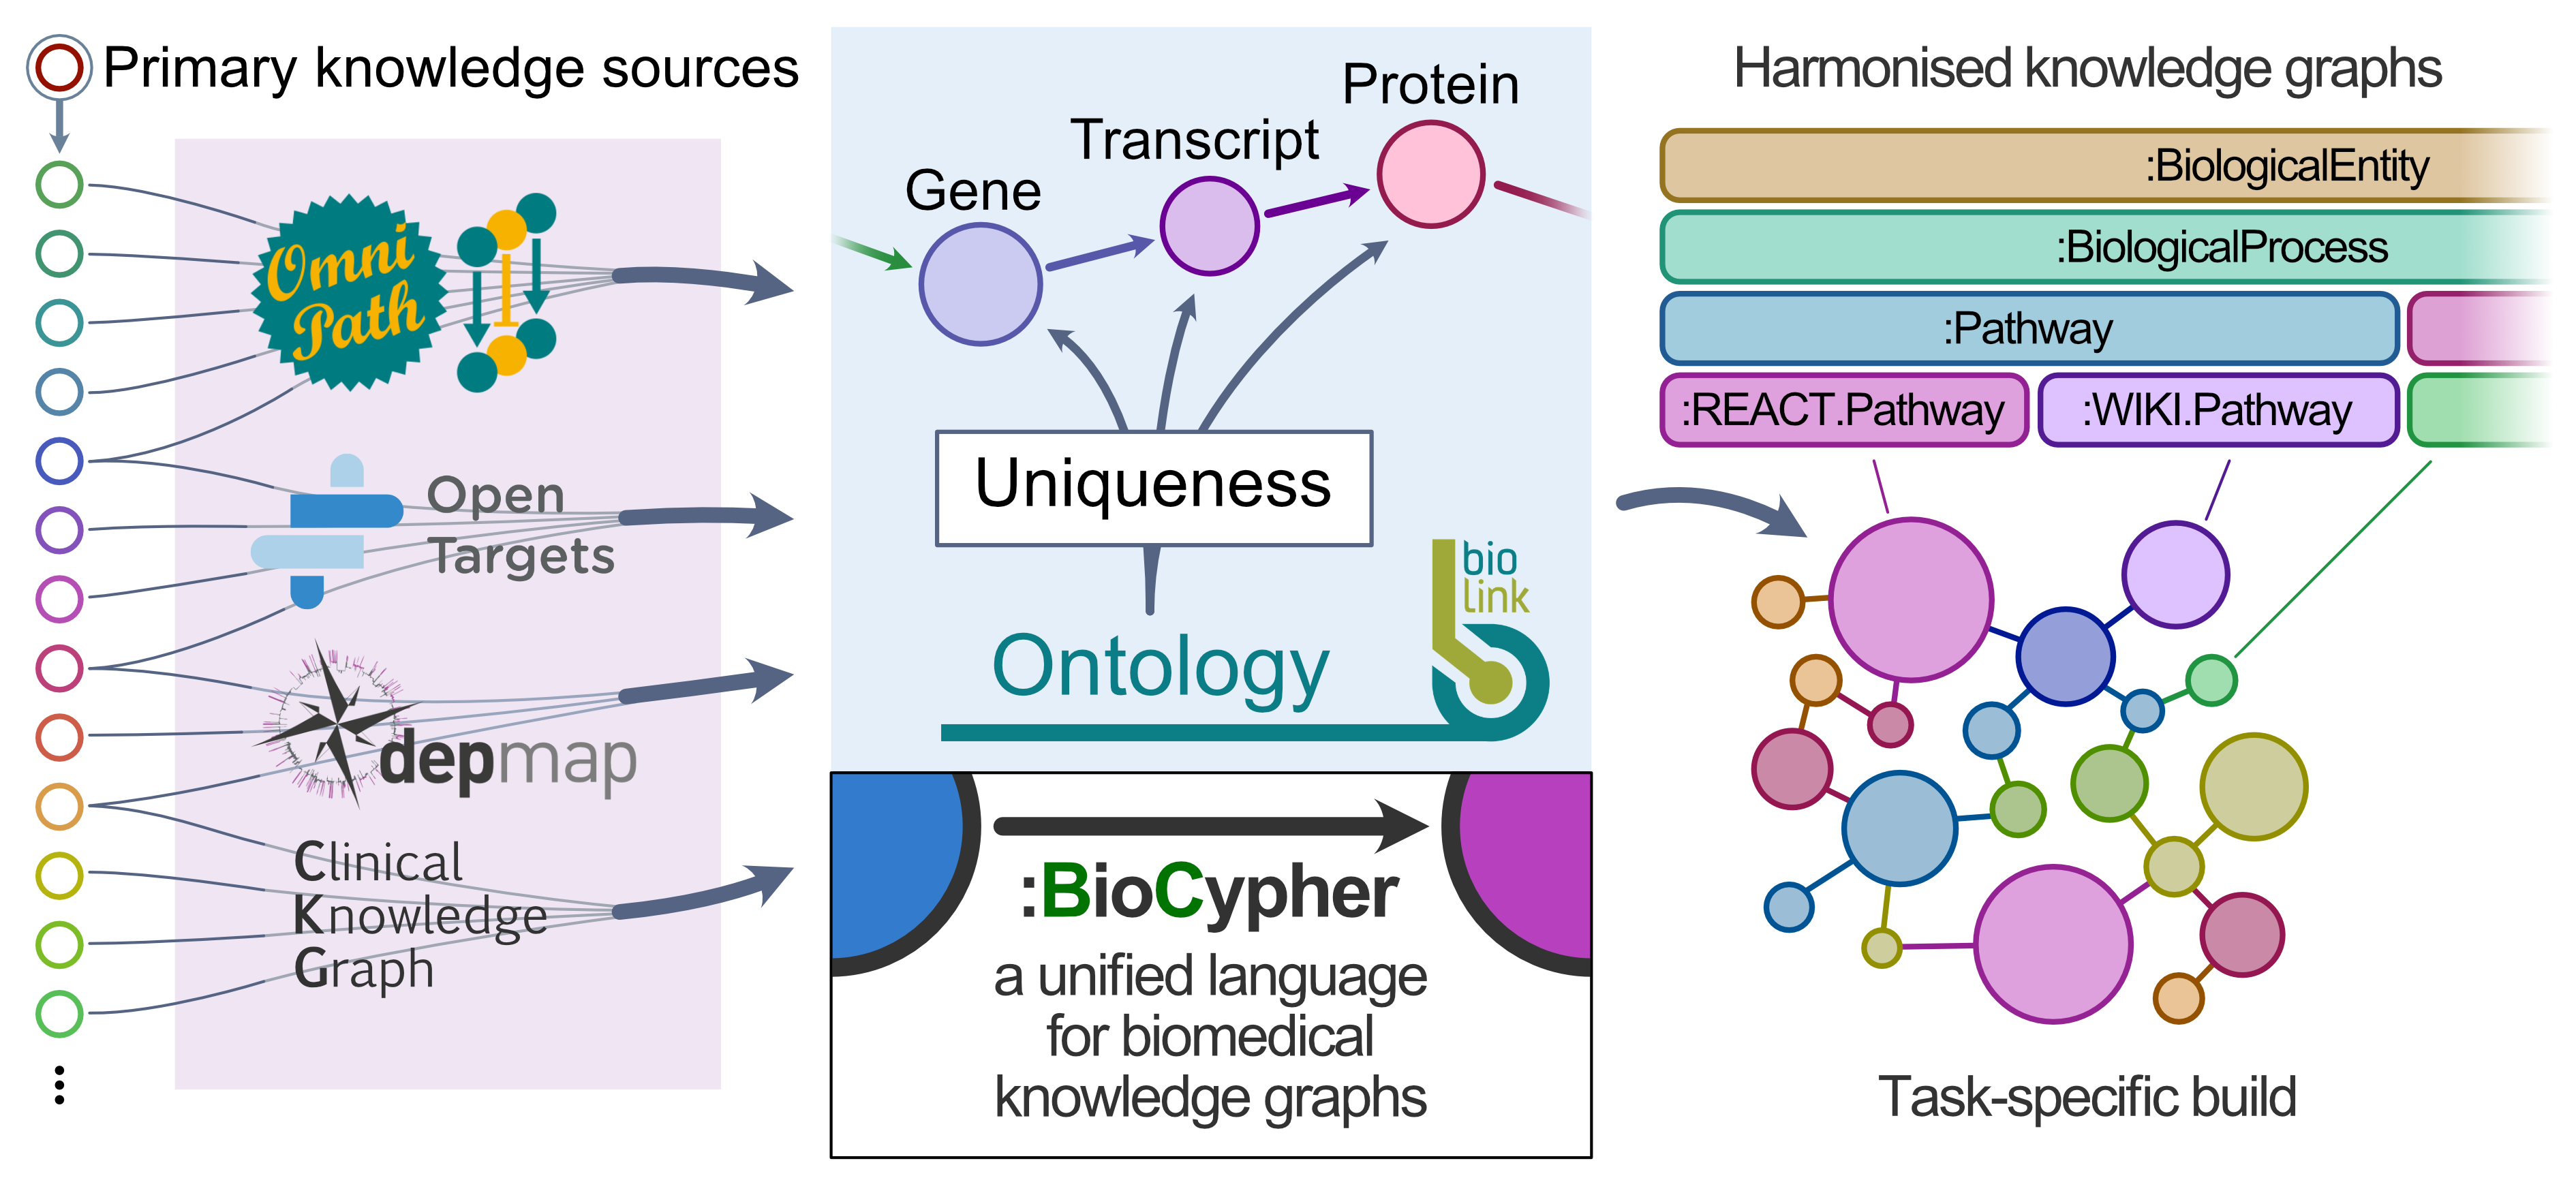 Primary knowledge sources
Omni
Path
Open
Targets
depmap
Clinical
Knowledge
Graph
Gene
Transcript
Protein
Uniqueness
Ontology
bio
link
:BioCypher
a unified language
for biomedical
knowledge graphs
Harmonised knowledge graphs
:BiologicalEntity
:BiologicalProcess
:Pathway
:REACT.Pathway
:WIKI.Pathway
Task-specific build